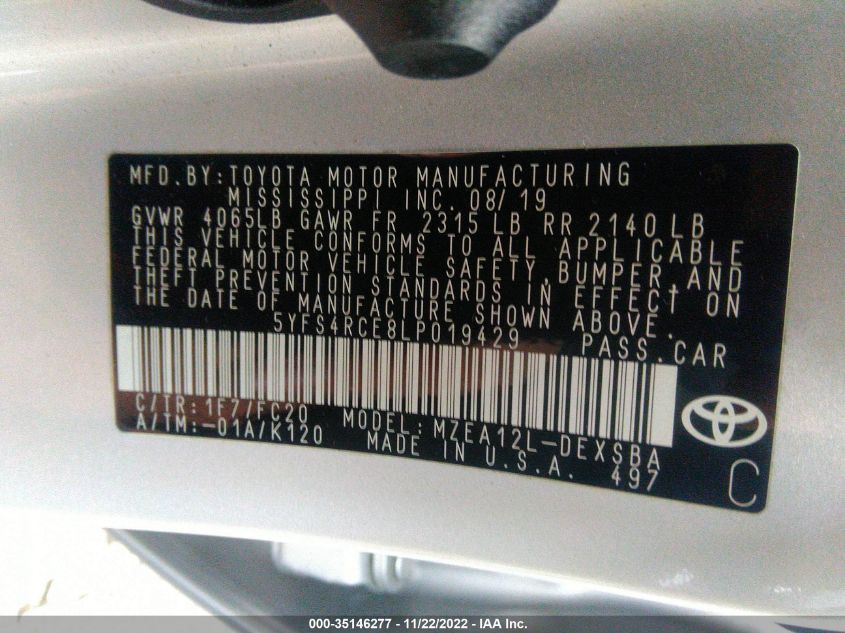 MFD.BY:TOYOTA MOTOR MANUFACTURING
MISSISSIPPI INC. 08/19
GVWR 4065LB GAWR FR 2315 LB RR 2140 LB
THIS VEHICLE CONFORMS TO ALL APPLICABLE
FEDERAL MOTOR VEHICLE SAFETY,BUMPER,AND
THEFT PREVENTION STANDARDS IN EFFECT ON
THE DATE OF MANUFACTURE SHOWN ABOVE.
5YFS4RCE8LP019429 PASS.CAR
C/TR:1F7/FC20 MODEL:MZEA12L-DEXSBA
A/TM:-01A/K120 MADE IN U.S.A. 497
C
000-35146277 - 11/22/2022 - IAA Inc.